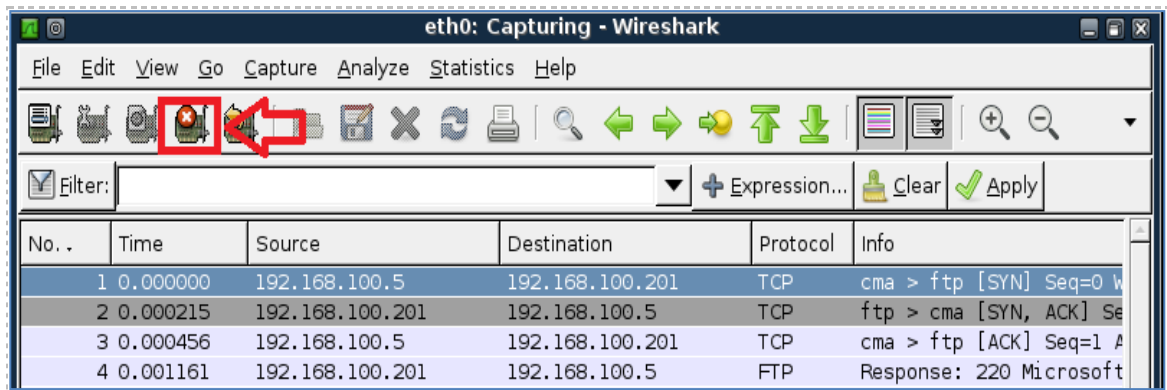 eth0: Capturing - Wireshark
File Edit View Go Capture Analyze Statistics Help
Filter: Expression... Clear Apply
No. . Time Source Destination Protocol Info
1 0.000000 192.168.100.5 192.168.100.201 TCP cma > ftp [SYN] Seq=0 W
2 0.000215 192.168.100.201 192.168.100.5 TCP ftp > cma [SYN, ACK] Se
3 0.000456 192.168.100.5 192.168.100.201 TCP cma > ftp [ACK] Seq=1 A
4 0.001161 192.168.100.201 192.168.100.5 FTP Response: 220 Microsoft